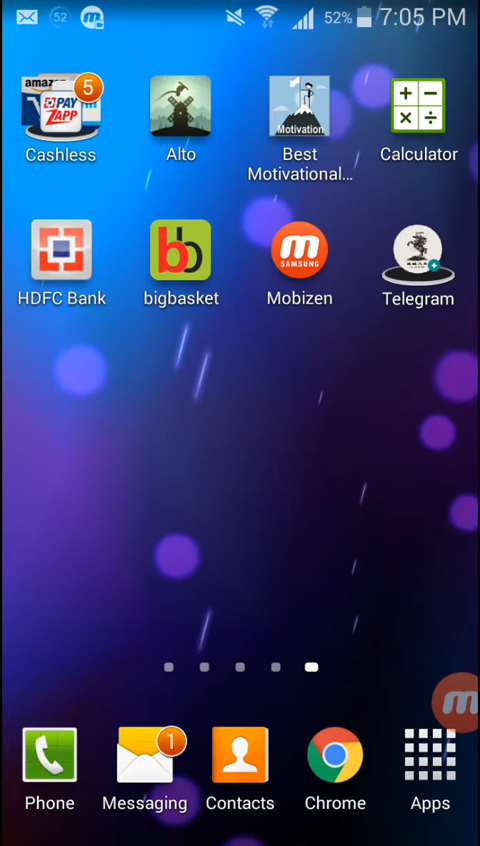 52
52%
7:05 PM
amazon
PAY
ZAPP
5
Motivation
+ −
× ÷
Cashless
Alto
Best
Motivational...
Calculator
bb
m
SAMSUNG
HDFC Bank
bigbasket
Mobizen
Telegram
m
1
Phone
Messaging
Contacts
Chrome
Apps